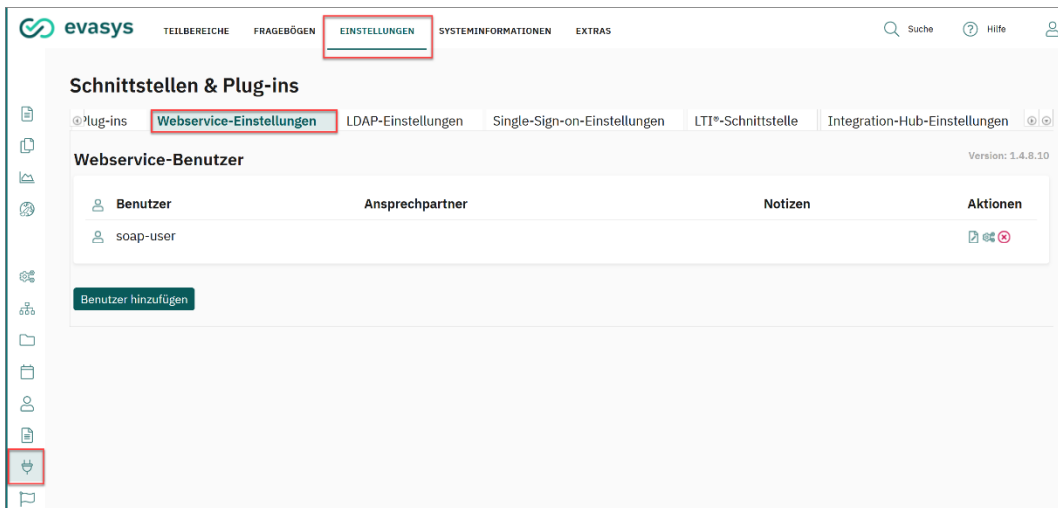 evasys TEILBEREICHE FRAGEBÖGEN EINSTELLUNGEN SYSTEMINFORMATIONEN EXTRAS Suche ? Hilfe
Schnittstellen & Plug-ins
Plug-ins Webservice-Einstellungen LDAP-Einstellungen Single-Sign-on-Einstellungen LTI®-Schnittstelle Integration-Hub-Einstellungen
Webservice-Benutzer Version: 1.4.8.10
Benutzer Ansprechpartner Notizen Aktionen
soap-user
Benutzer hinzufügen